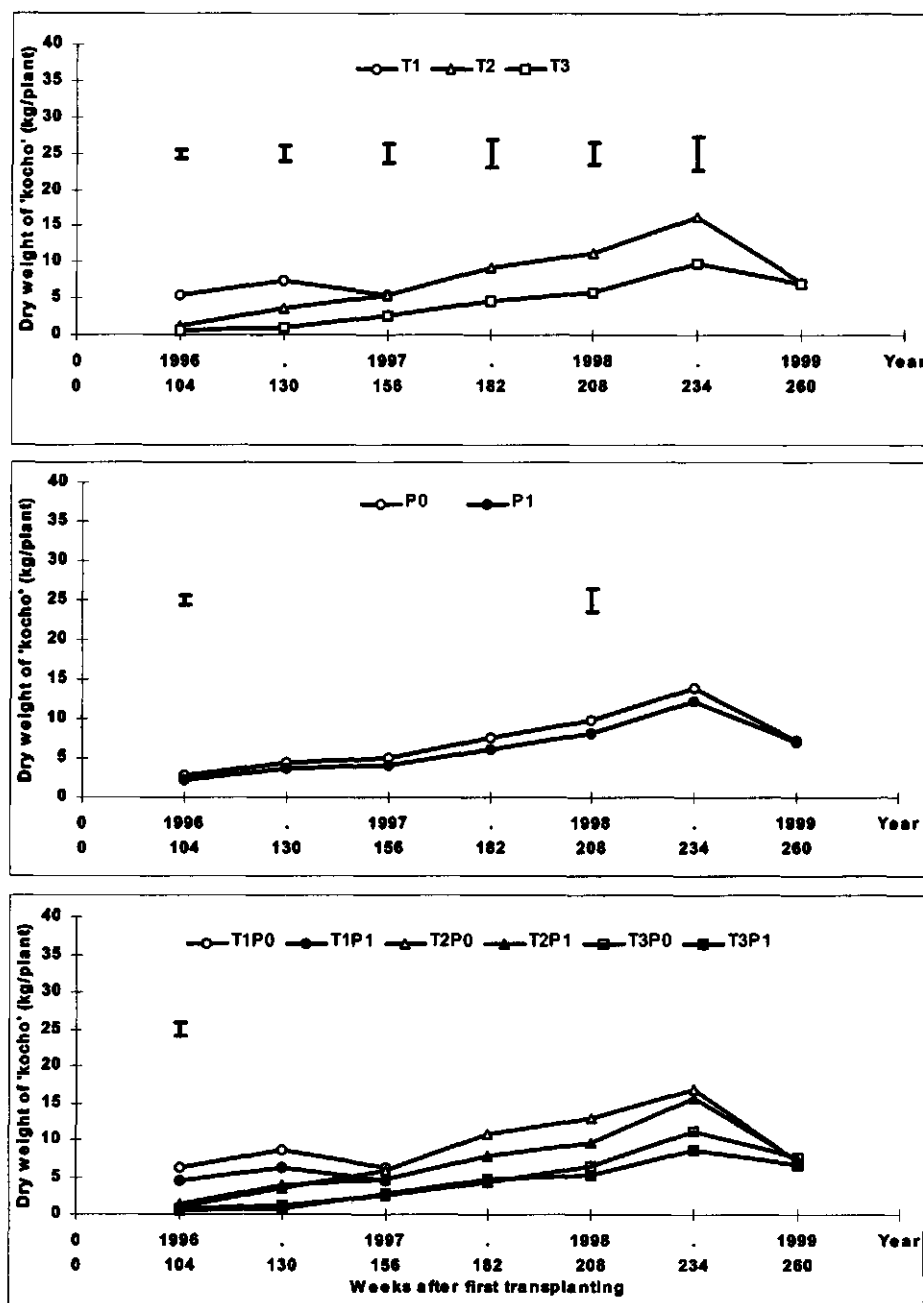 Dry weight of 'kocho' (kg/plant)
40
35
30
25
20
15
10
5
0
T1 T2 T3
0 1996 . 1997 . 1998 . 1999 Year
0 104 130 156 182 208 234 260
Dry weight of 'kocho' (kg/plant)
40
35
30
25
20
15
10
5
0
P0 P1
0 1996 . 1997 . 1998 . 1999 Year
0 104 130 156 182 208 234 260
Dry weight of 'kocho' (kg/plant)
40
35
30
25
20
15
10
5
0
T1P0 T1P1 T2P0 T2P1 T3P0 T3P1
0 1996 . 1997 . 1998 . 1999 Year
0 104 130 156 182 208 234 260
Weeks after first transplanting